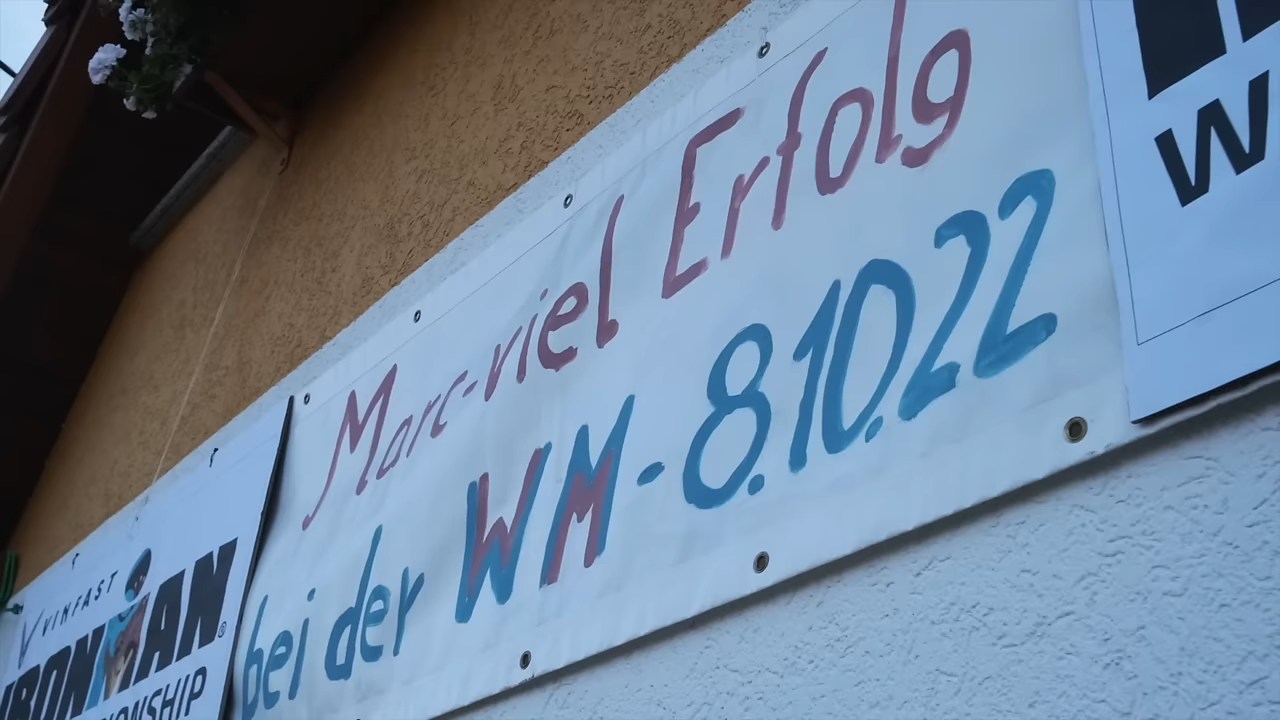 Marc-viel Erfolg
bei der WM-8.10.22
VINFAST
IRONMAN®
W